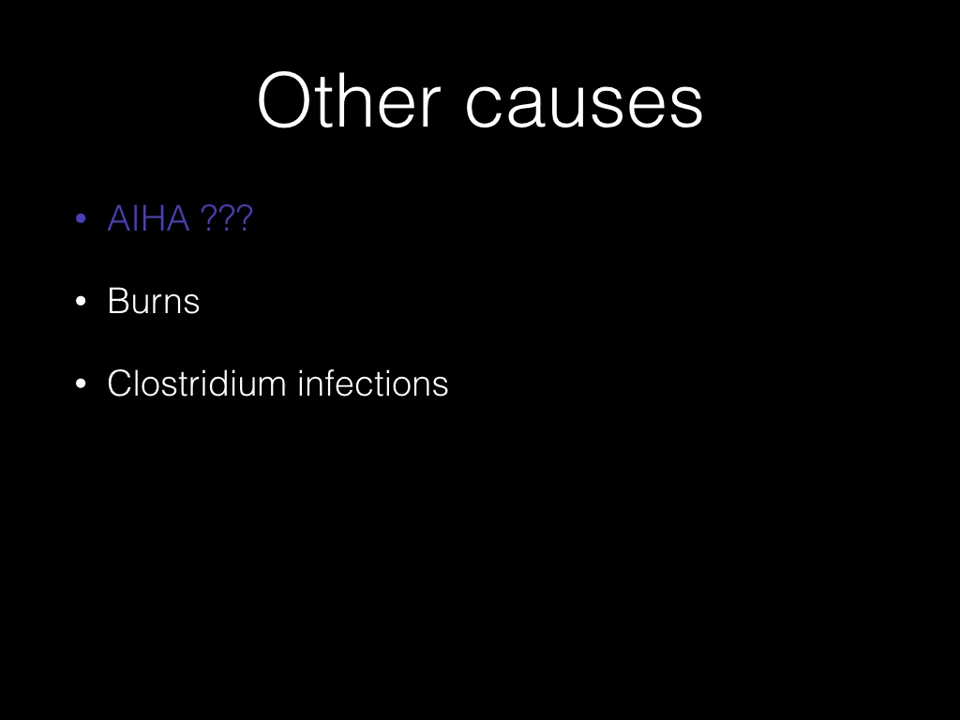 Other causes
• AIHA ???
• Burns
• Clostridium infections